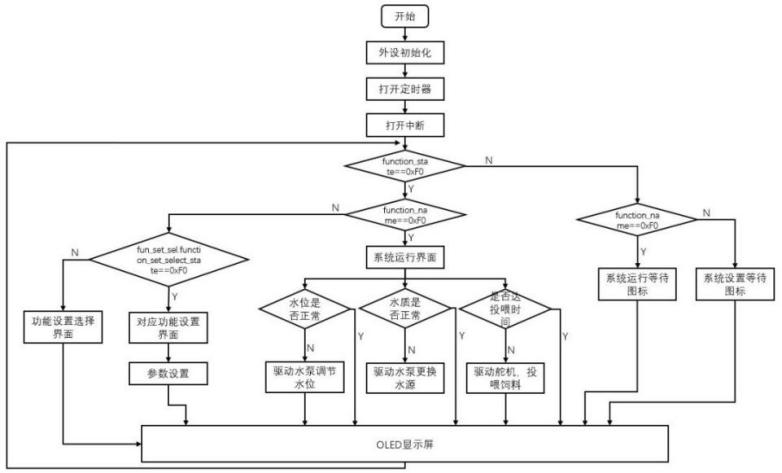 开始
外设初始化
打开定时器
打开中断
function_sta
te==0xF0
N
Y
function_na
me==0xF0
N
Y
function_na
me==0xF0
N
Y
fun_set_sel.functi
on_set_select_sta
te==0xF0
N
Y
系统运行界面
系统运行等待
图标
系统设置等待
图标
水位是
否正常
Y
N
水质是
否正常
Y
N
是否达
投喂时
间
Y
N
功能设置选择
界面
对应功能设置
界面
参数设置
驱动水泵调节
水位
驱动水泵更换
水源
驱动舵机，投
喂饲料
OLED显示屏